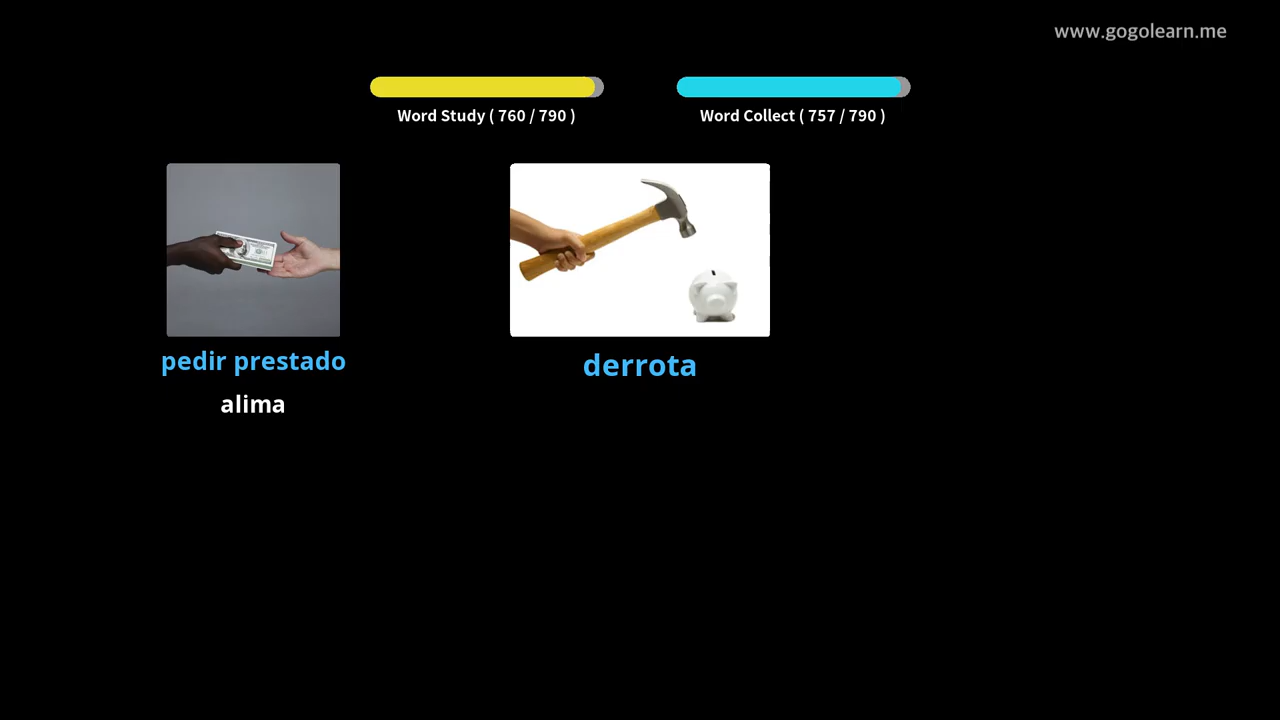 www.gogolearn.me
Word Study ( 760 / 790 )
Word Collect ( 757 / 790 )
pedir prestado
alima
derrota